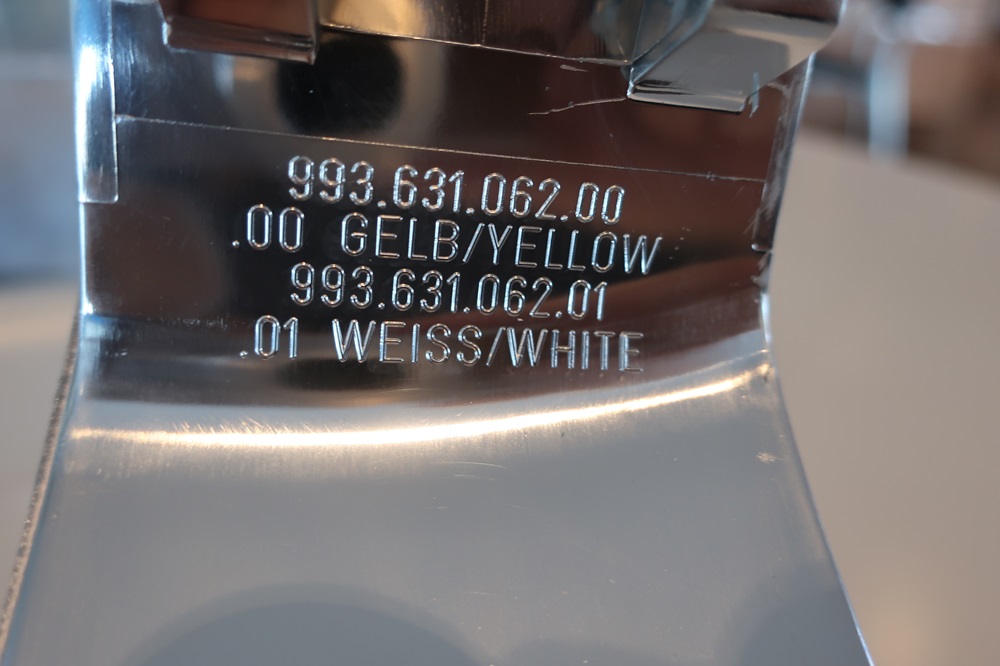 993.631.062.00
.00 GELB/YELLOW
993.631.062.01
.01 WEISS/WHITE